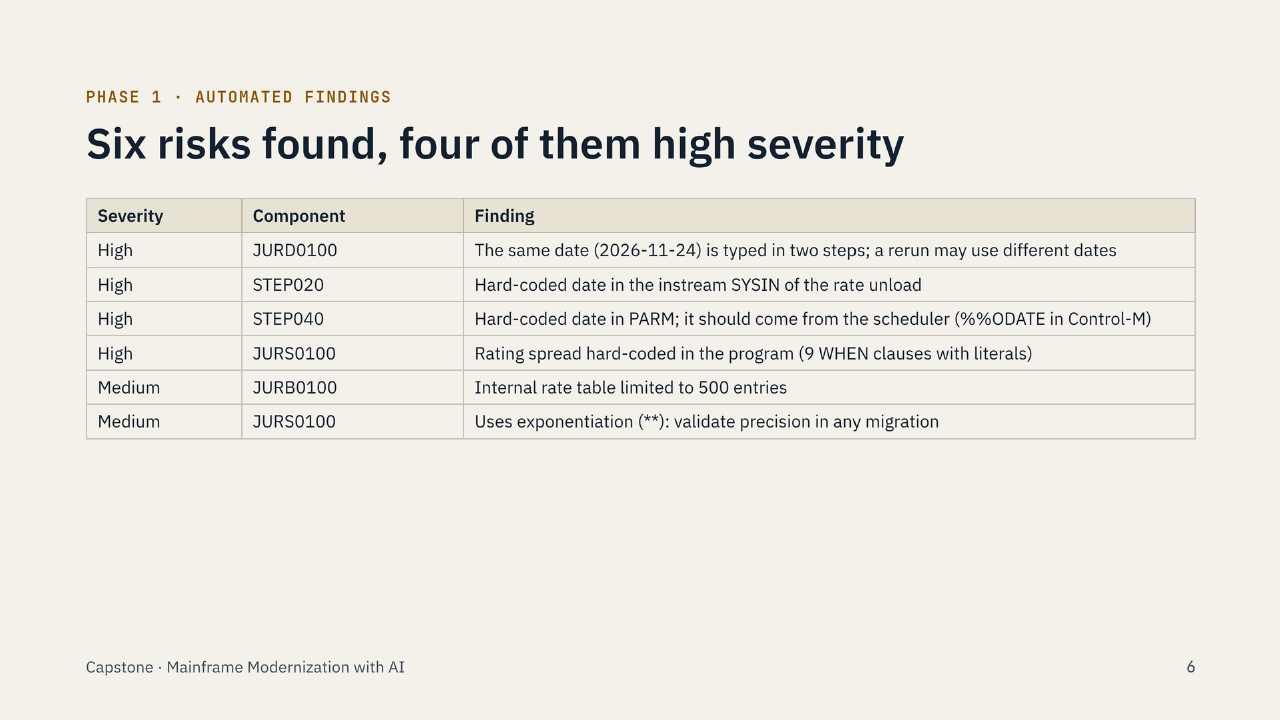 PHASE 1 · AUTOMATED FINDINGS
Six risks found, four of them high severity
Severity Component Finding
High JURD0100 The same date (2026-11-24) is typed in two steps; a rerun may use different dates
High STEP020 Hard-coded date in the instream SYSIN of the rate unload
High STEP040 Hard-coded date in PARM; it should come from the scheduler (%%ODATE in Control-M)
High JURS0100 Rating spread hard-coded in the program (9 WHEN clauses with literals)
Medium JURB0100 Internal rate table limited to 500 entries
Medium JURS0100 Uses exponentiation (**): validate precision in any migration
Capstone · Mainframe Modernization with AI 6